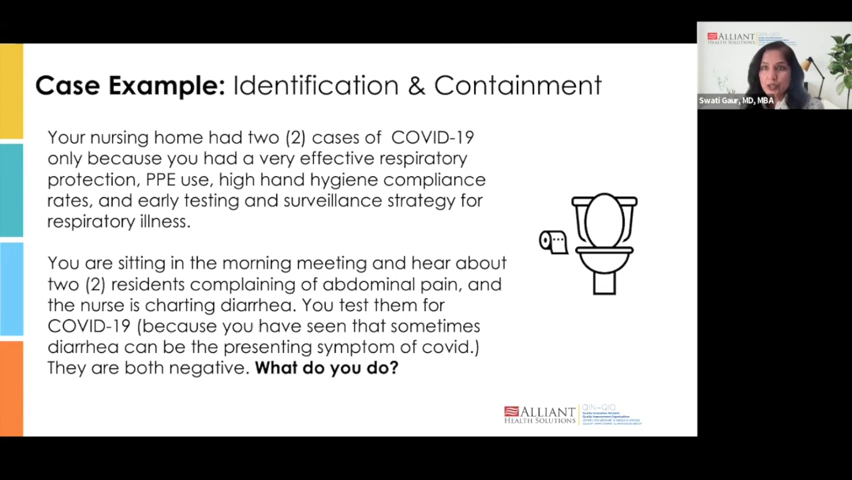 Case Example: Identification & Containment
Your nursing home had two (2) cases of COVID-19
only because you had a very effective respiratory
protection, PPE use, high hand hygiene compliance
rates, and early testing and surveillance strategy for
respiratory illness.
You are sitting in the morning meeting and hear about
two (2) residents complaining of abdominal pain, and
the nurse is charting diarrhea. You test them for
COVID-19 (because you have seen that sometimes
diarrhea can be the presenting symptom of covid.)
They are both negative. What do you do?
ALLIANT
HEALTH SOLUTIONS
QIN-QIO
ALLIANT
HEALTH SOLUTIONS
Swati Gaur, MD, MBA